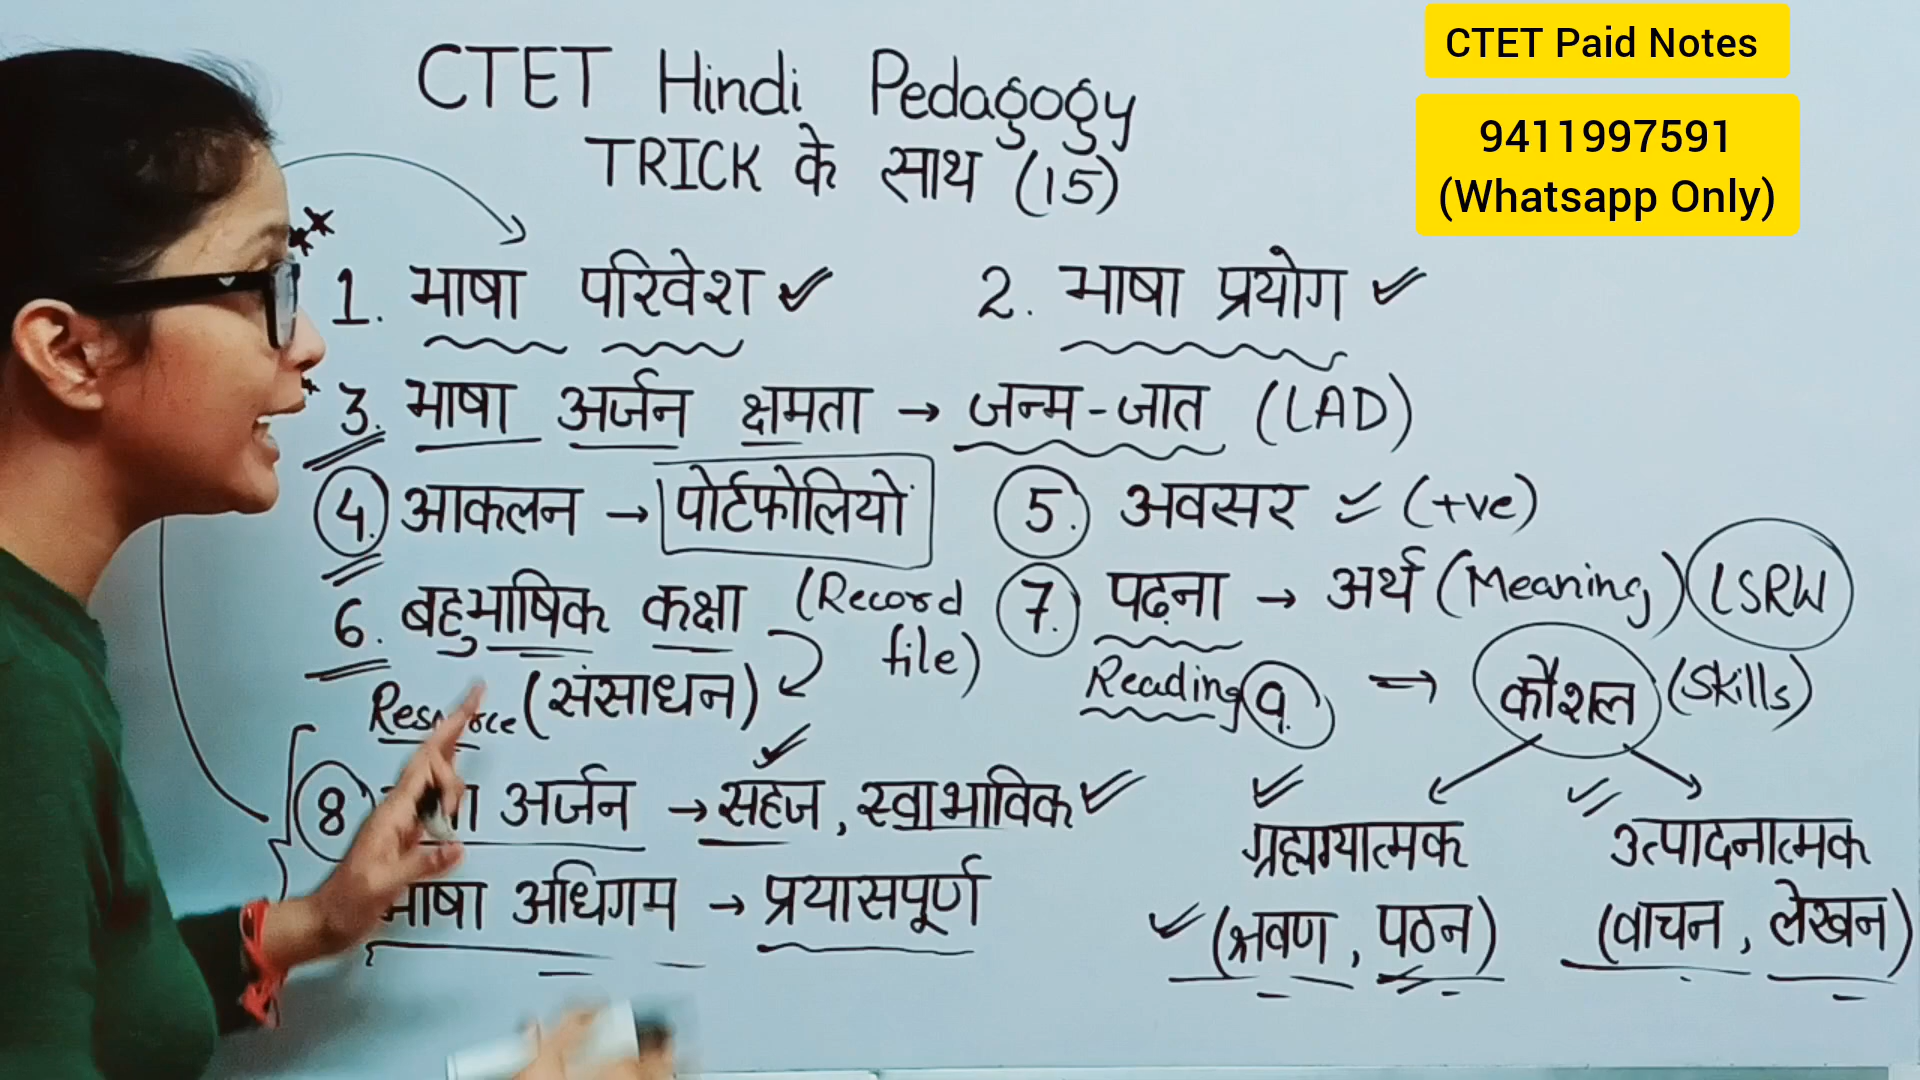 CTET Paid Notes
9411997591
(Whatsapp Only)
CTET Hindi Pedagogy
TRICK के साथ (15)
1. भाषा परिवेश
2. भाषा प्रयोग
3. भाषा अर्जन क्षमता → जन्म-जात (LAD)
4. आकलन → पोर्टफोलियो
(Record file)
5. अवसर (+ve)
6. बहुभाषिक कक्षा
Resource (संसाधन)
7. पढ़ना → अर्थ (Meaning) LSRW
Reading
8 अर्जन → सहज, स्वाभाविक
भाषा अधिगम → प्रयासपूर्ण
9. → कौशल (Skills)
ग्रह्मग्यात्मक
(श्रवण, पठन)
उत्पादनात्मक
(वाचन, लेखन)